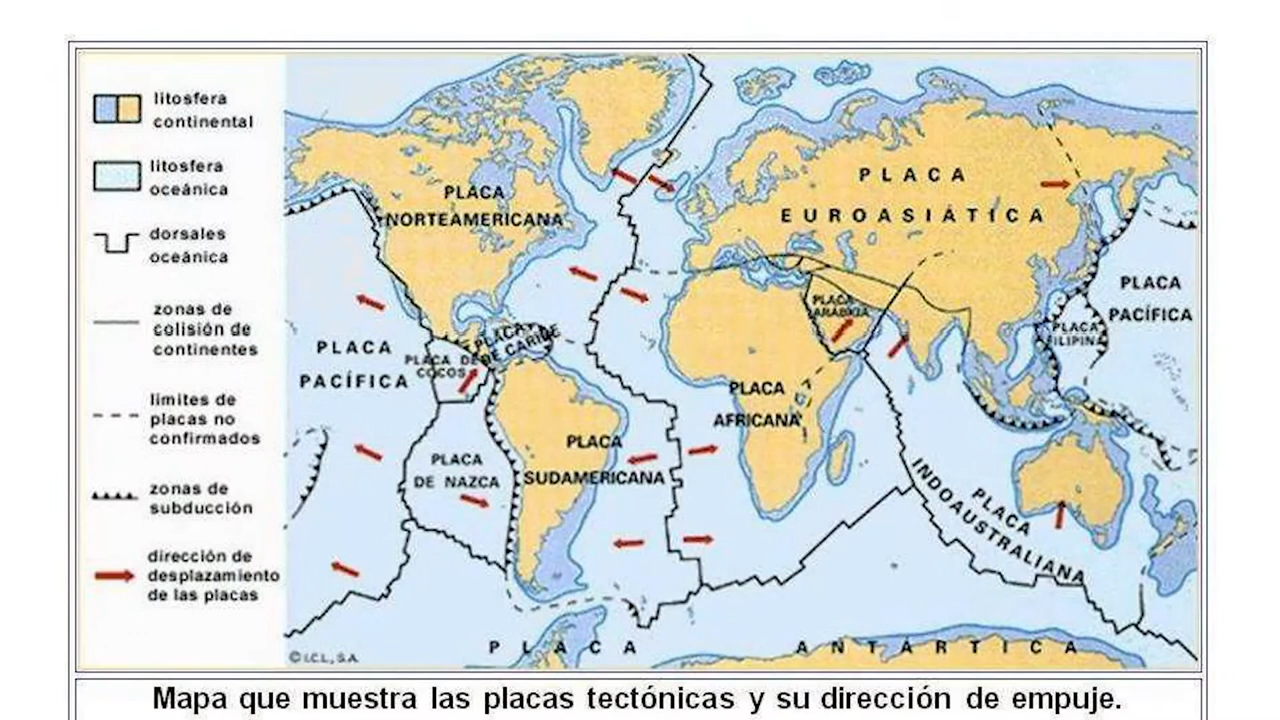 litosfera
continental
litosfera
oceánica
dorsales
oceánica
zonas de
colisión de
continentes
limites de
placas no
confirmados
zonas de
subducción
dirección de
desplazamiento
de las placas
PLACA
NORTEAMERICANA
PLACA
EUROASIÁTICA
PLACA
PACÍFICA
PLACA
ARABIGA
PLACA
FILIPINA
PLACA DE
CARIBE
PLACA DE
COCOS
PLACA
PACÍFICA
PLACA
AFRICANA
PLACA
SUDAMERICANA
PLACA
DE NAZCA
PLACA
INDOAUSTRALIANA
PLACA ANTÁRTICA
© I.C.L., S.A.
Mapa que muestra las placas tectónicas y su dirección de empuje.